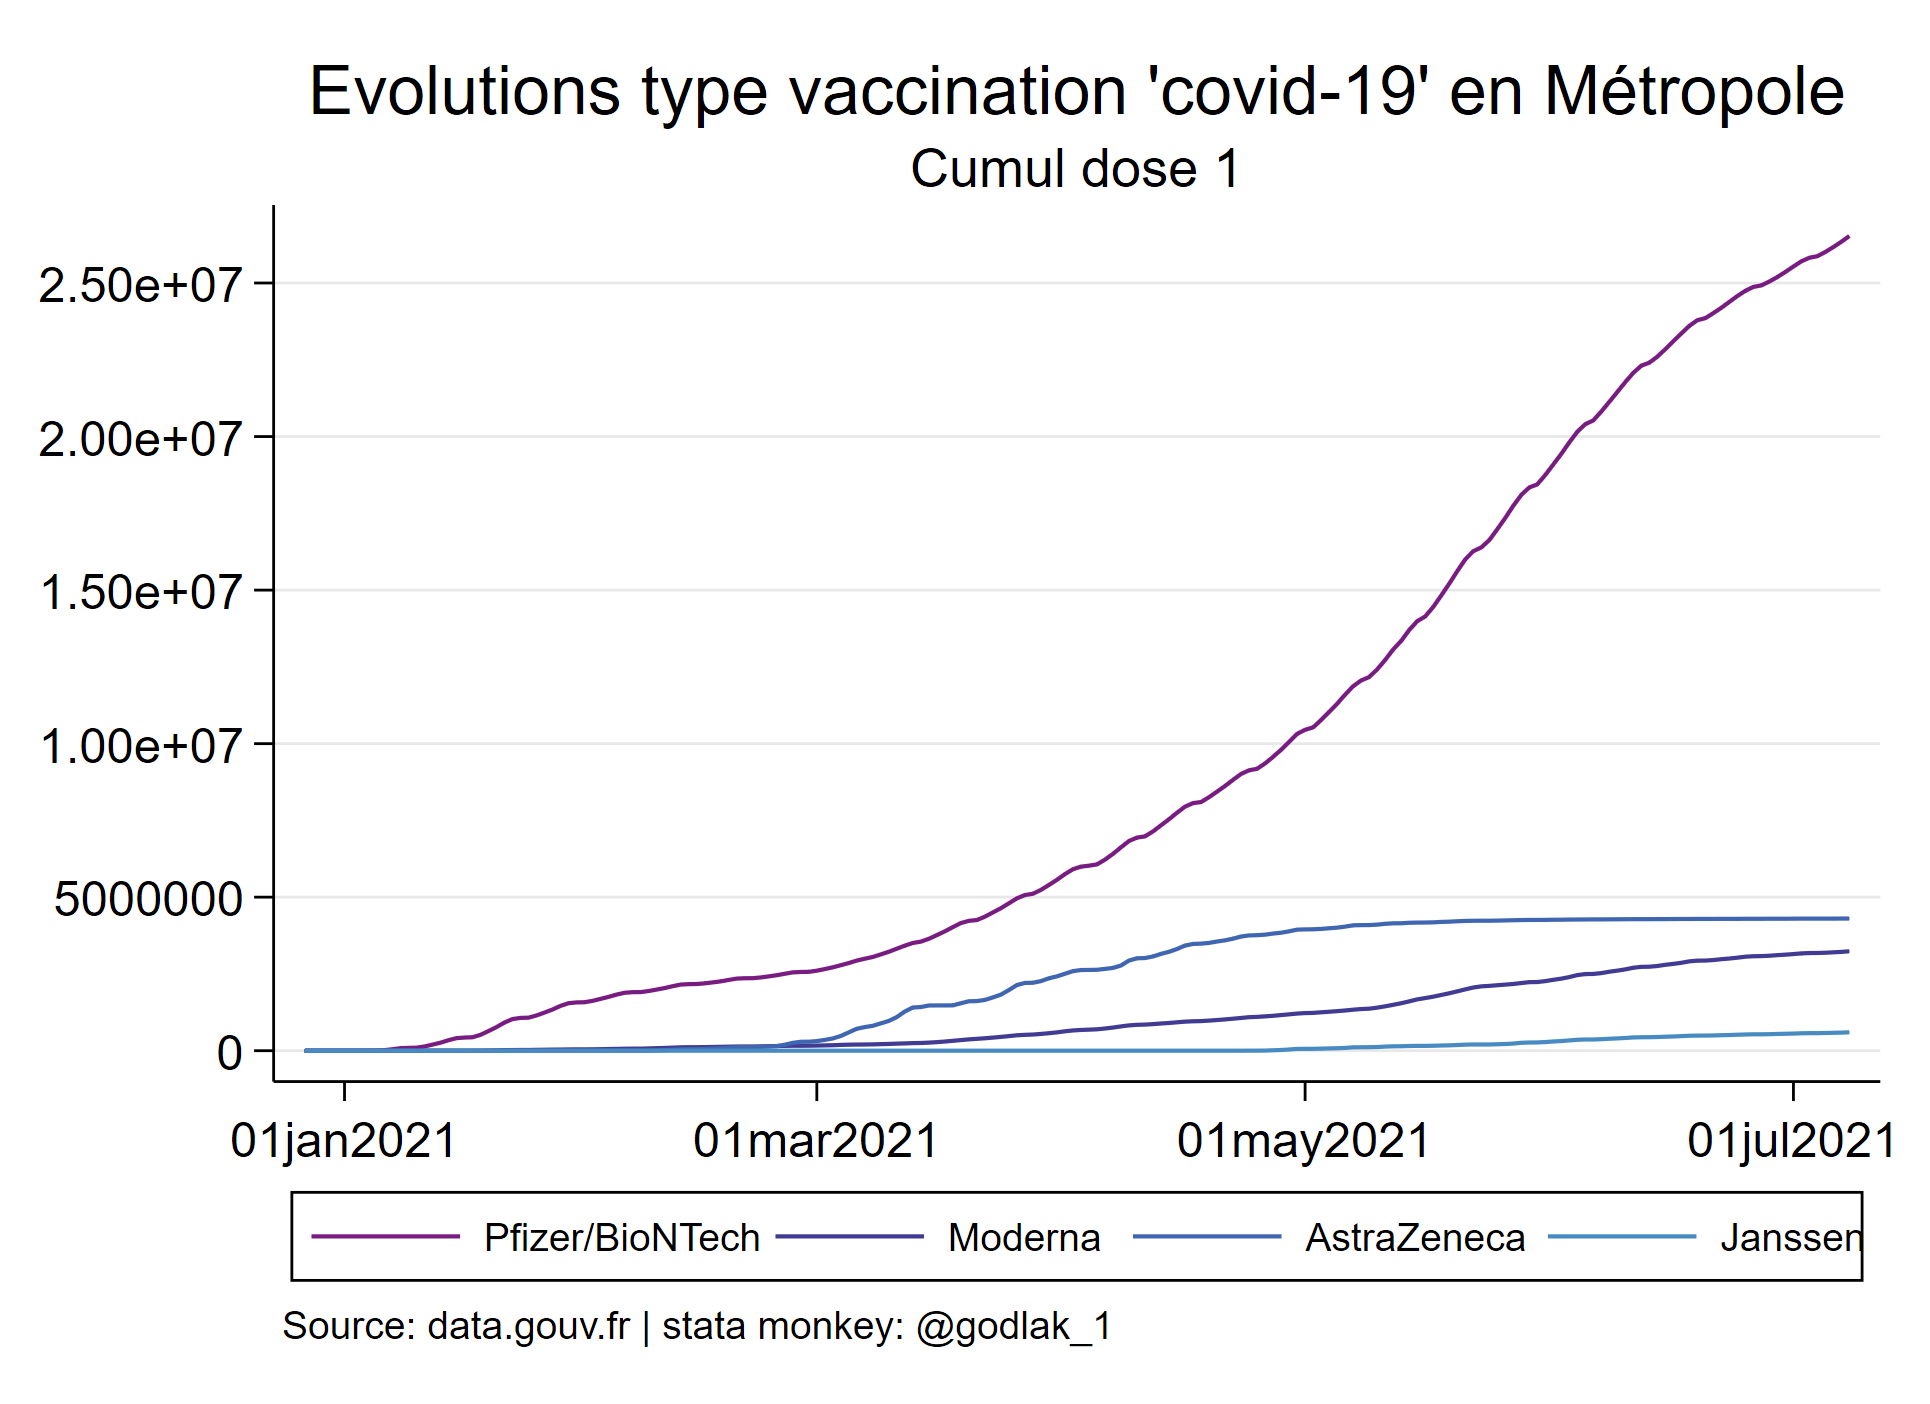 Evolutions type vaccination 'covid-19' en Métropole
Cumul dose 1
2.50e+07
2.00e+07
1.50e+07
1.00e+07
5000000
0
01jan2021 01mar2021 01may2021 01jul2021
Pfizer/BioNTech Moderna AstraZeneca Janssen
Source: data.gouv.fr | stata monkey: @godlak_1